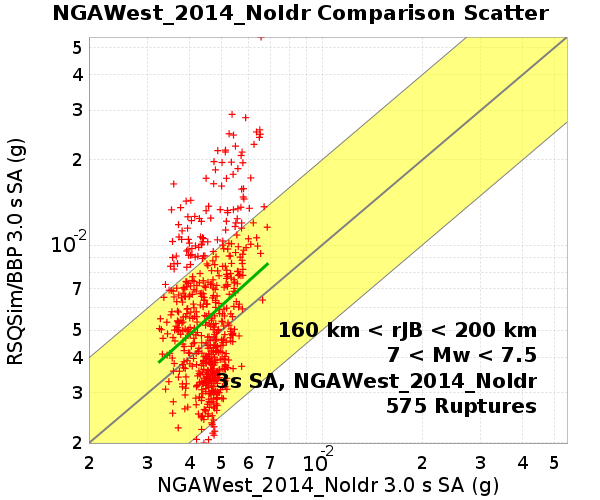 NGAWest_2014_NoIdr Comparison Scatter
5
4
3
2
10-2
7
5
4
3
2
RSQSim/BBP 3.0 s SA (g)
160 km < rJB < 200 km
7 < Mw < 7.5
3s SA, NGAWest_2014_NoIdr
575 Ruptures
2 3 4 5 6 7 10-2 2 3 4 5
NGAWest_2014_NoIdr 3.0 s SA (g)